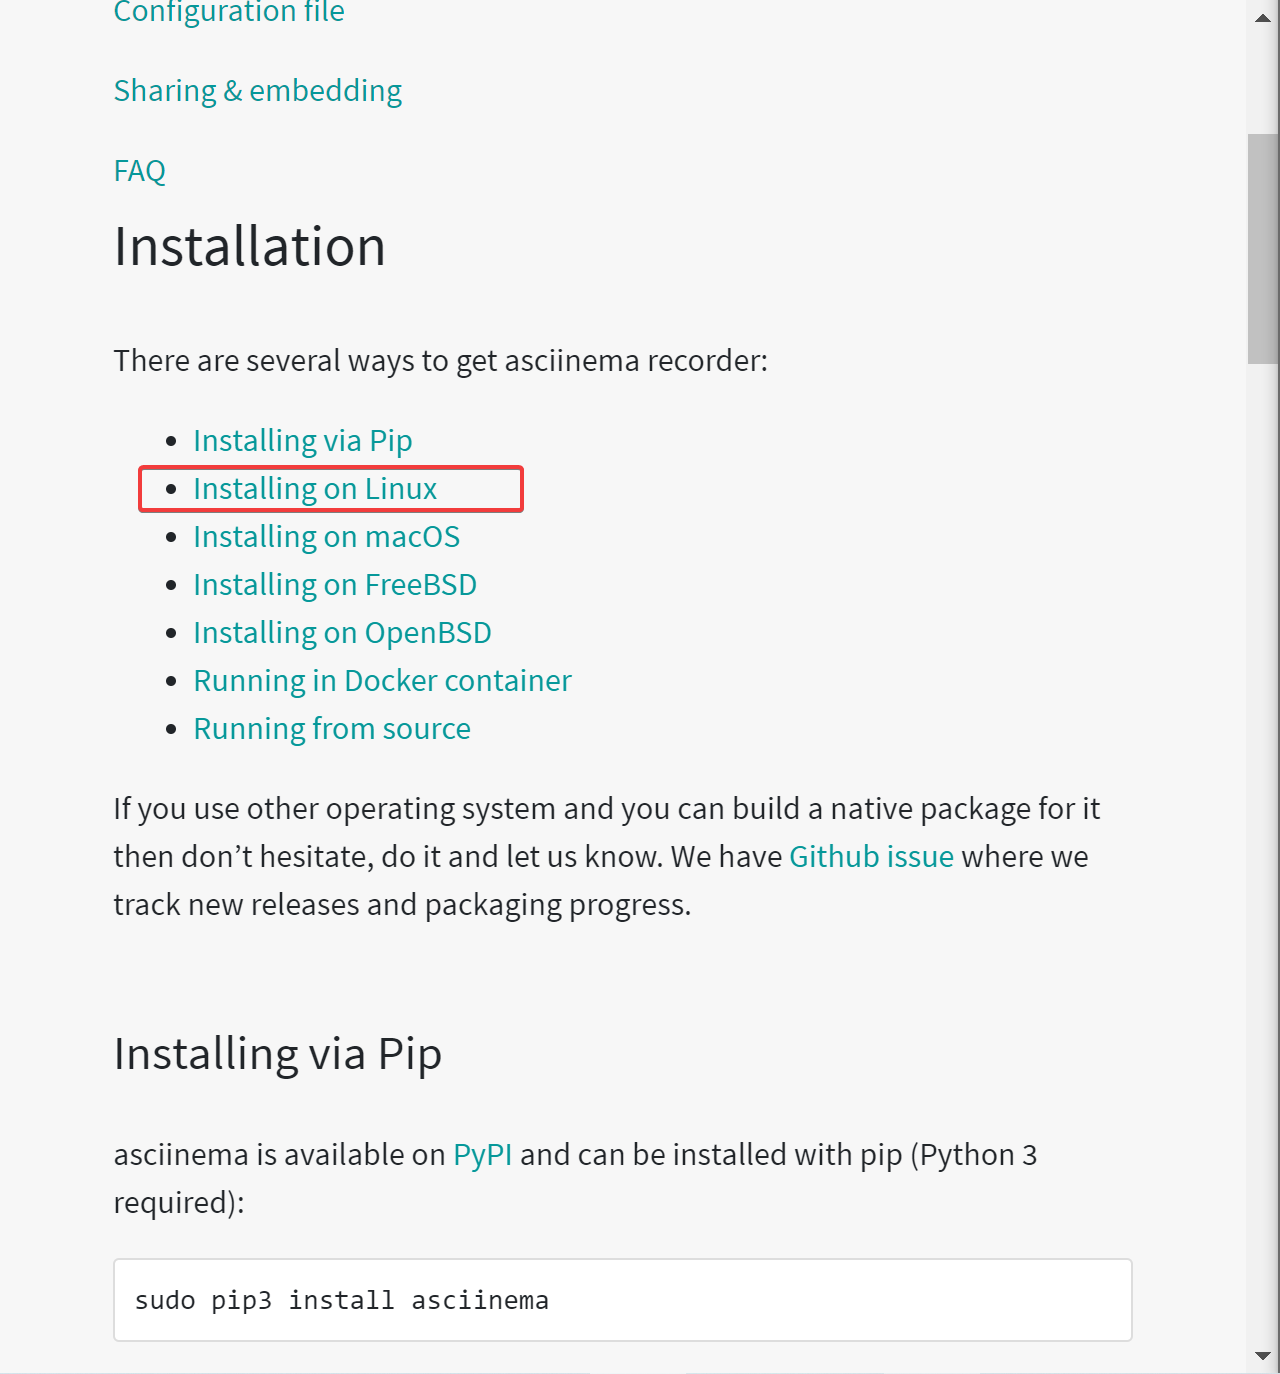 Configuration file
Sharing & embedding
FAQ
Installation
There are several ways to get asciinema recorder:
Installing via Pip
Installing on Linux
Installing on macOS
Installing on FreeBSD
Installing on OpenBSD
Running in Docker container
Running from source
If you use other operating system and you can build a native package for it
then don’t hesitate, do it and let us know. We have Github issue where we
track new releases and packaging progress.
Installing via Pip
asciinema is available on PyPI and can be installed with pip (Python 3
required):
sudo pip3 install asciinema